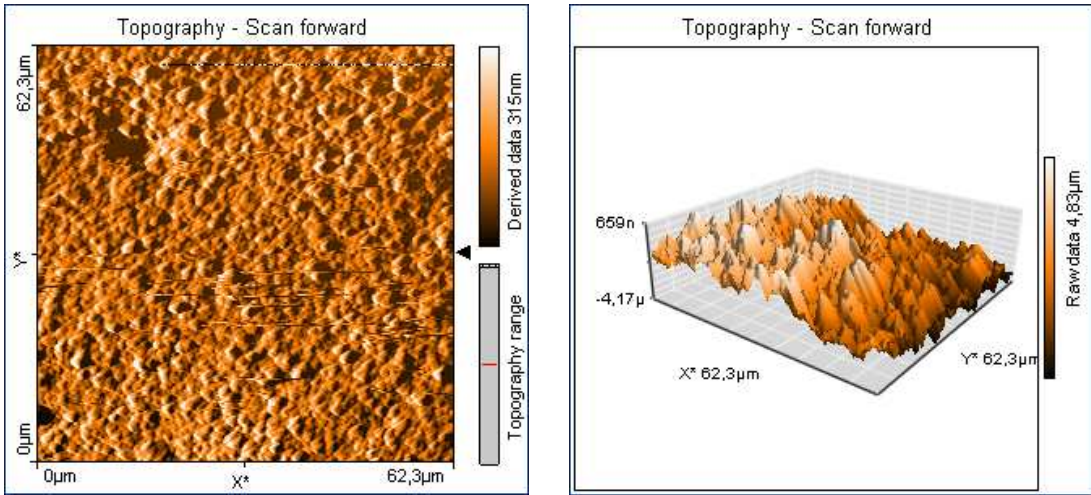 Topography - Scan forward
62,3µm
Y*
0µm
0µm
X*
62,3µm
Derived data 315nm
Topography range
Topography - Scan forward
659n
-4,17µ
X* 62,3µm
Y* 62,3µm
Raw data 4,83µm